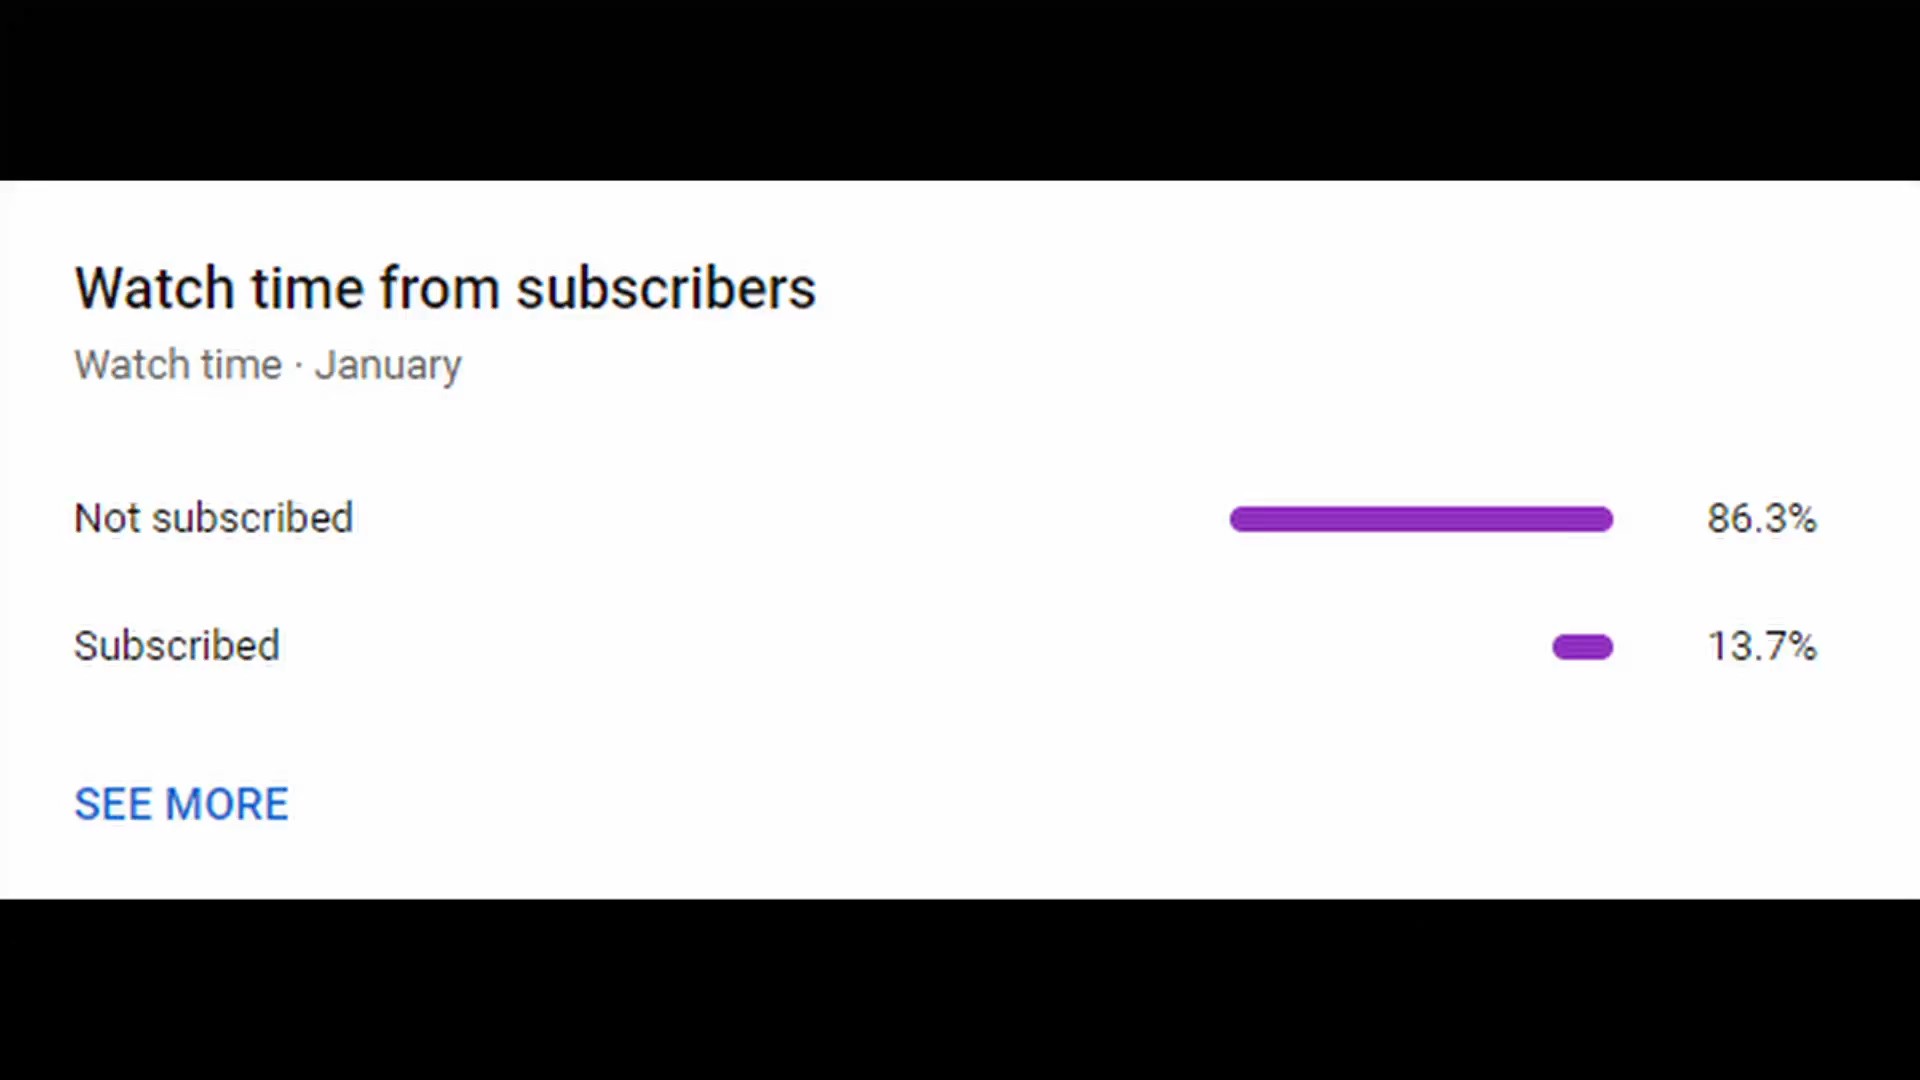 Watch time from subscribers
Watch time · January
Not subscribed 86.3%
Subscribed 13.7%
SEE MORE